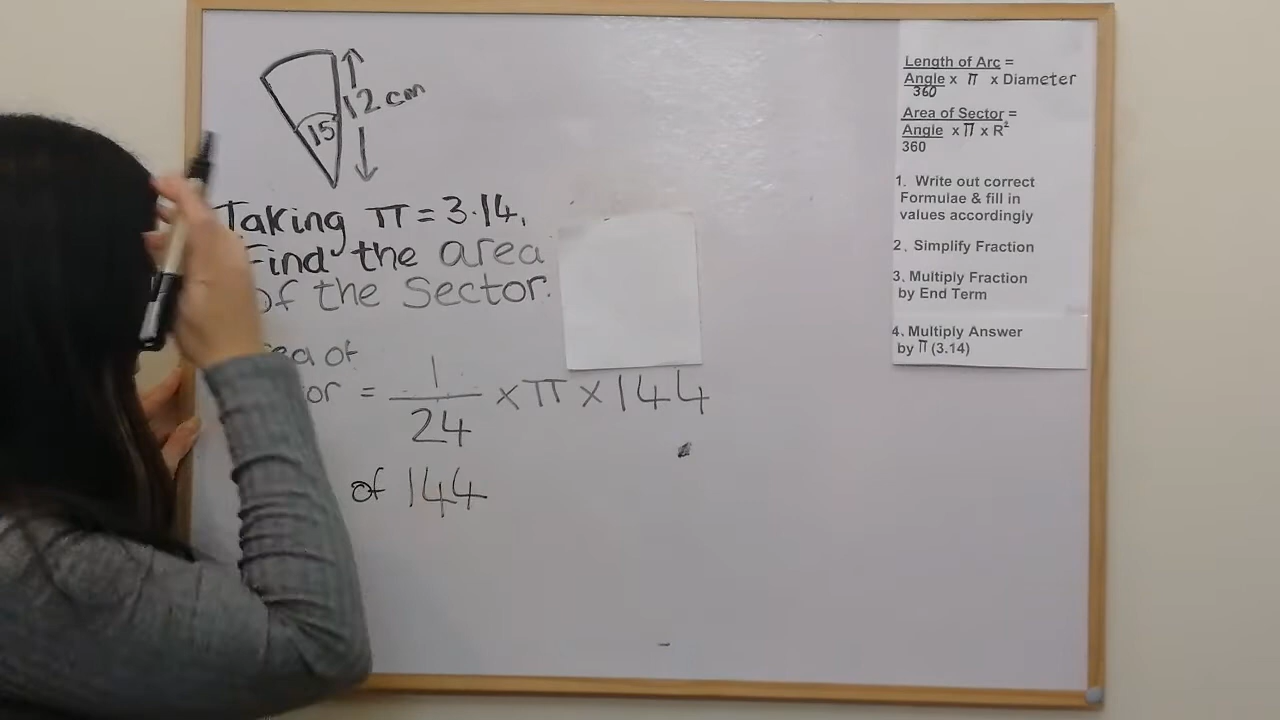 12 cm
15
Taking π = 3.14,
Find the area
of the Sector.
of
= 1/24 × π × 144
of 144
Length of Arc =
Angle x π x Diameter
360
Area of Sector =
Angle x π x R²
360
1. Write out correct
Formulae & fill in
values accordingly
2. Simplify Fraction
3. Multiply Fraction
by End Term
4. Multiply Answer
by π (3.14)